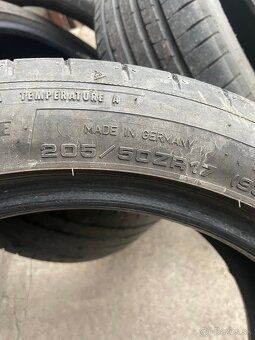 TEMPERATURE A
E
MADE IN GERMANY
205/50ZR17